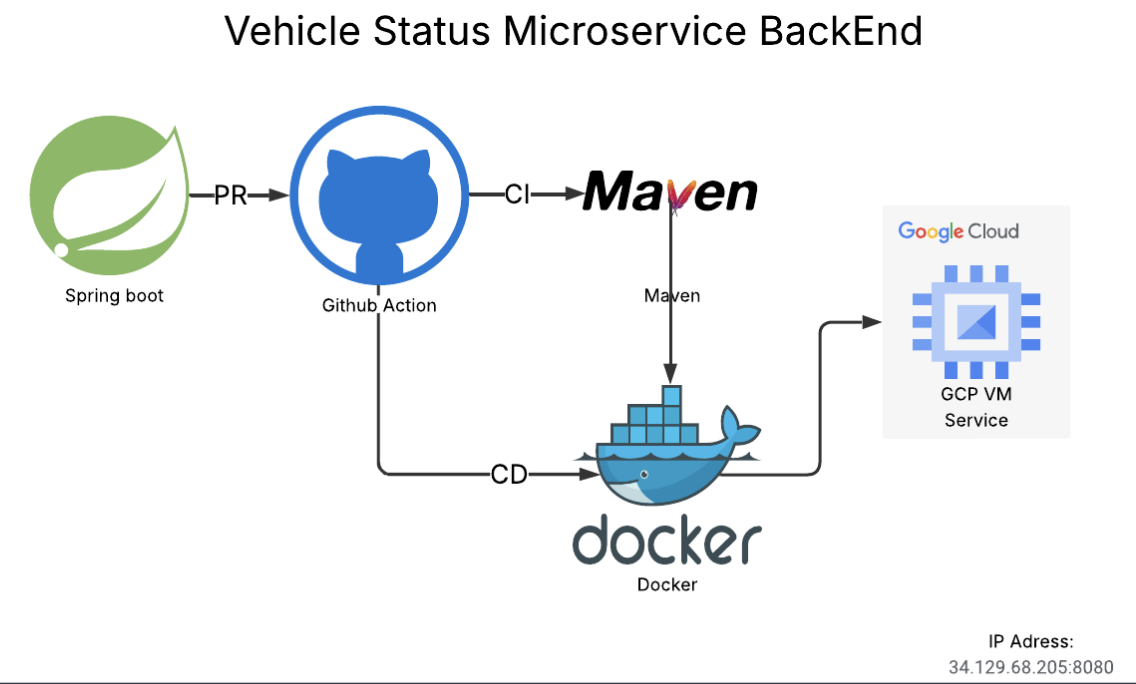 Vehicle Status Microservice BackEnd
PR
CI
Maven
Google Cloud
Spring boot
Github Action
Maven
GCP VM
Service
CD
docker
Docker
IP Adress:
34.129.68.205:8080